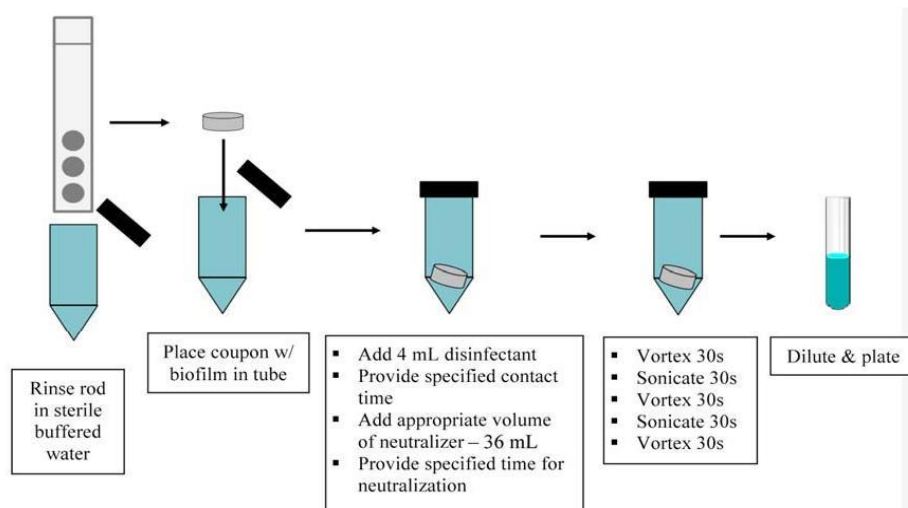 Rinse rod
in sterile
buffered
water
Place coupon w/
biofilm in tube
▪ Add 4 mL disinfectant
▪ Provide specified contact
time
▪ Add appropriate volume
of neutralizer – 36 mL
▪ Provide specified time for
neutralization
▪ Vortex 30s
▪ Sonicate 30s
▪ Vortex 30s
▪ Sonicate 30s
▪ Vortex 30s
Dilute & plate